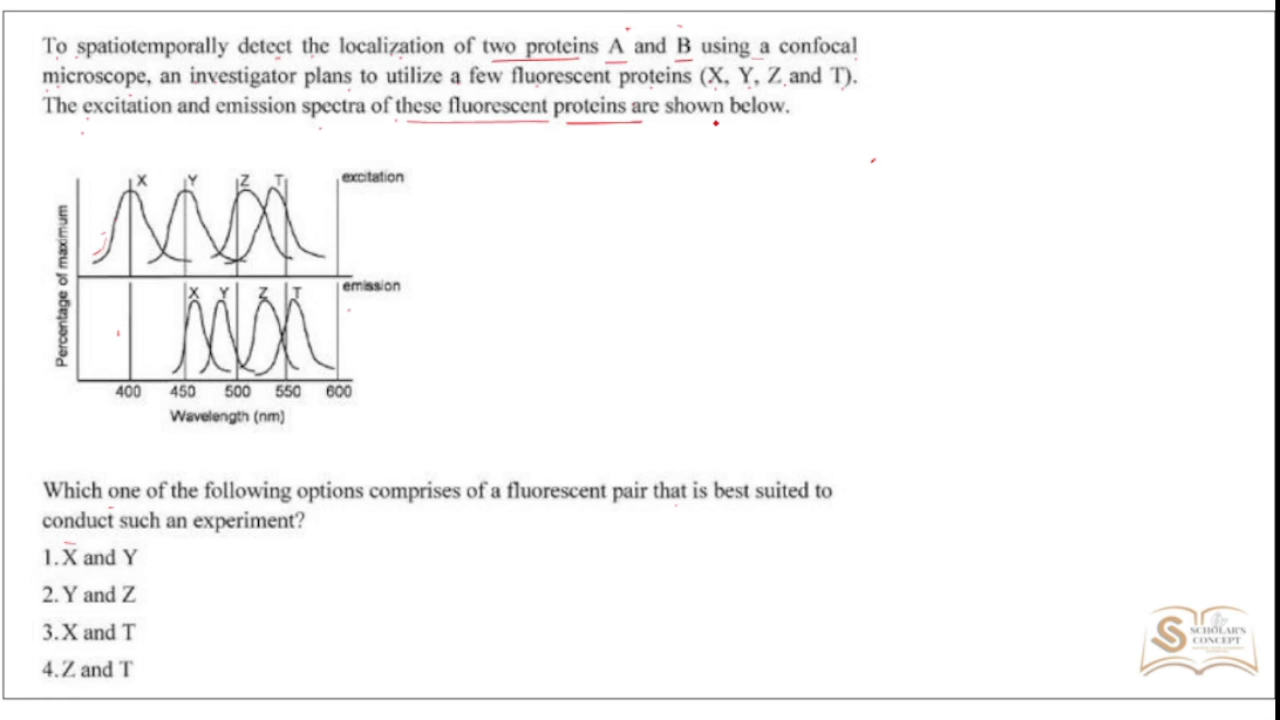 To spatiotemporally detect the localization of two proteins A and B using a confocal
microscope, an investigator plans to utilize a few fluorescent proteins (X, Y, Z and T).
The excitation and emission spectra of these fluorescent proteins are shown below.
X Y Z T excitation
Percentage of maximum
X Y Z T emission
400 450 500 550 600
Wavelength (nm)
Which one of the following options comprises of a fluorescent pair that is best suited to
conduct such an experiment?
1. X and Y
2. Y and Z
3. X and T
4. Z and T
SCHOLAR'S
CONCEPT